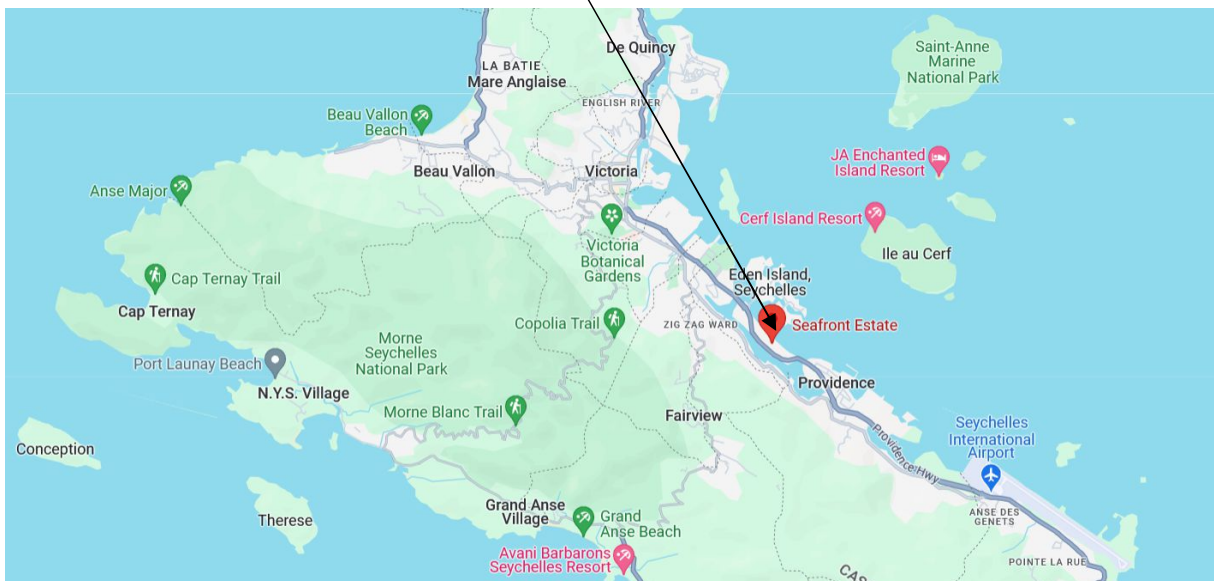 De Quincy
Saint-Anne
Marine
National Park
LA BATIE
Mare Anglaise
ENGLISH RIVER
Beau Vallon
Beach
JA Enchanted
Island Resort
Beau Vallon
Victoria
Anse Major
Cerf Island Resort
Ile au Cerf
Victoria
Botanical
Gardens
Eden Island,
Seychelles
Cap Ternay Trail
Cap Ternay
Copolia Trail
ZIG ZAG WARD
Seafront Estate
Morne
Seychelles
National Park
Port Launay Beach
N.Y.S. Village
Providence
Morne Blanc Trail
Fairview
Conception
Seychelles
International
Airport
Providence Hwy
Therese
Grand Anse
Village
Grand
Anse Beach
ANSE DES
GENETS
Avani Barbarons
Seychelles Resort
POINTE LA RUE
CAS